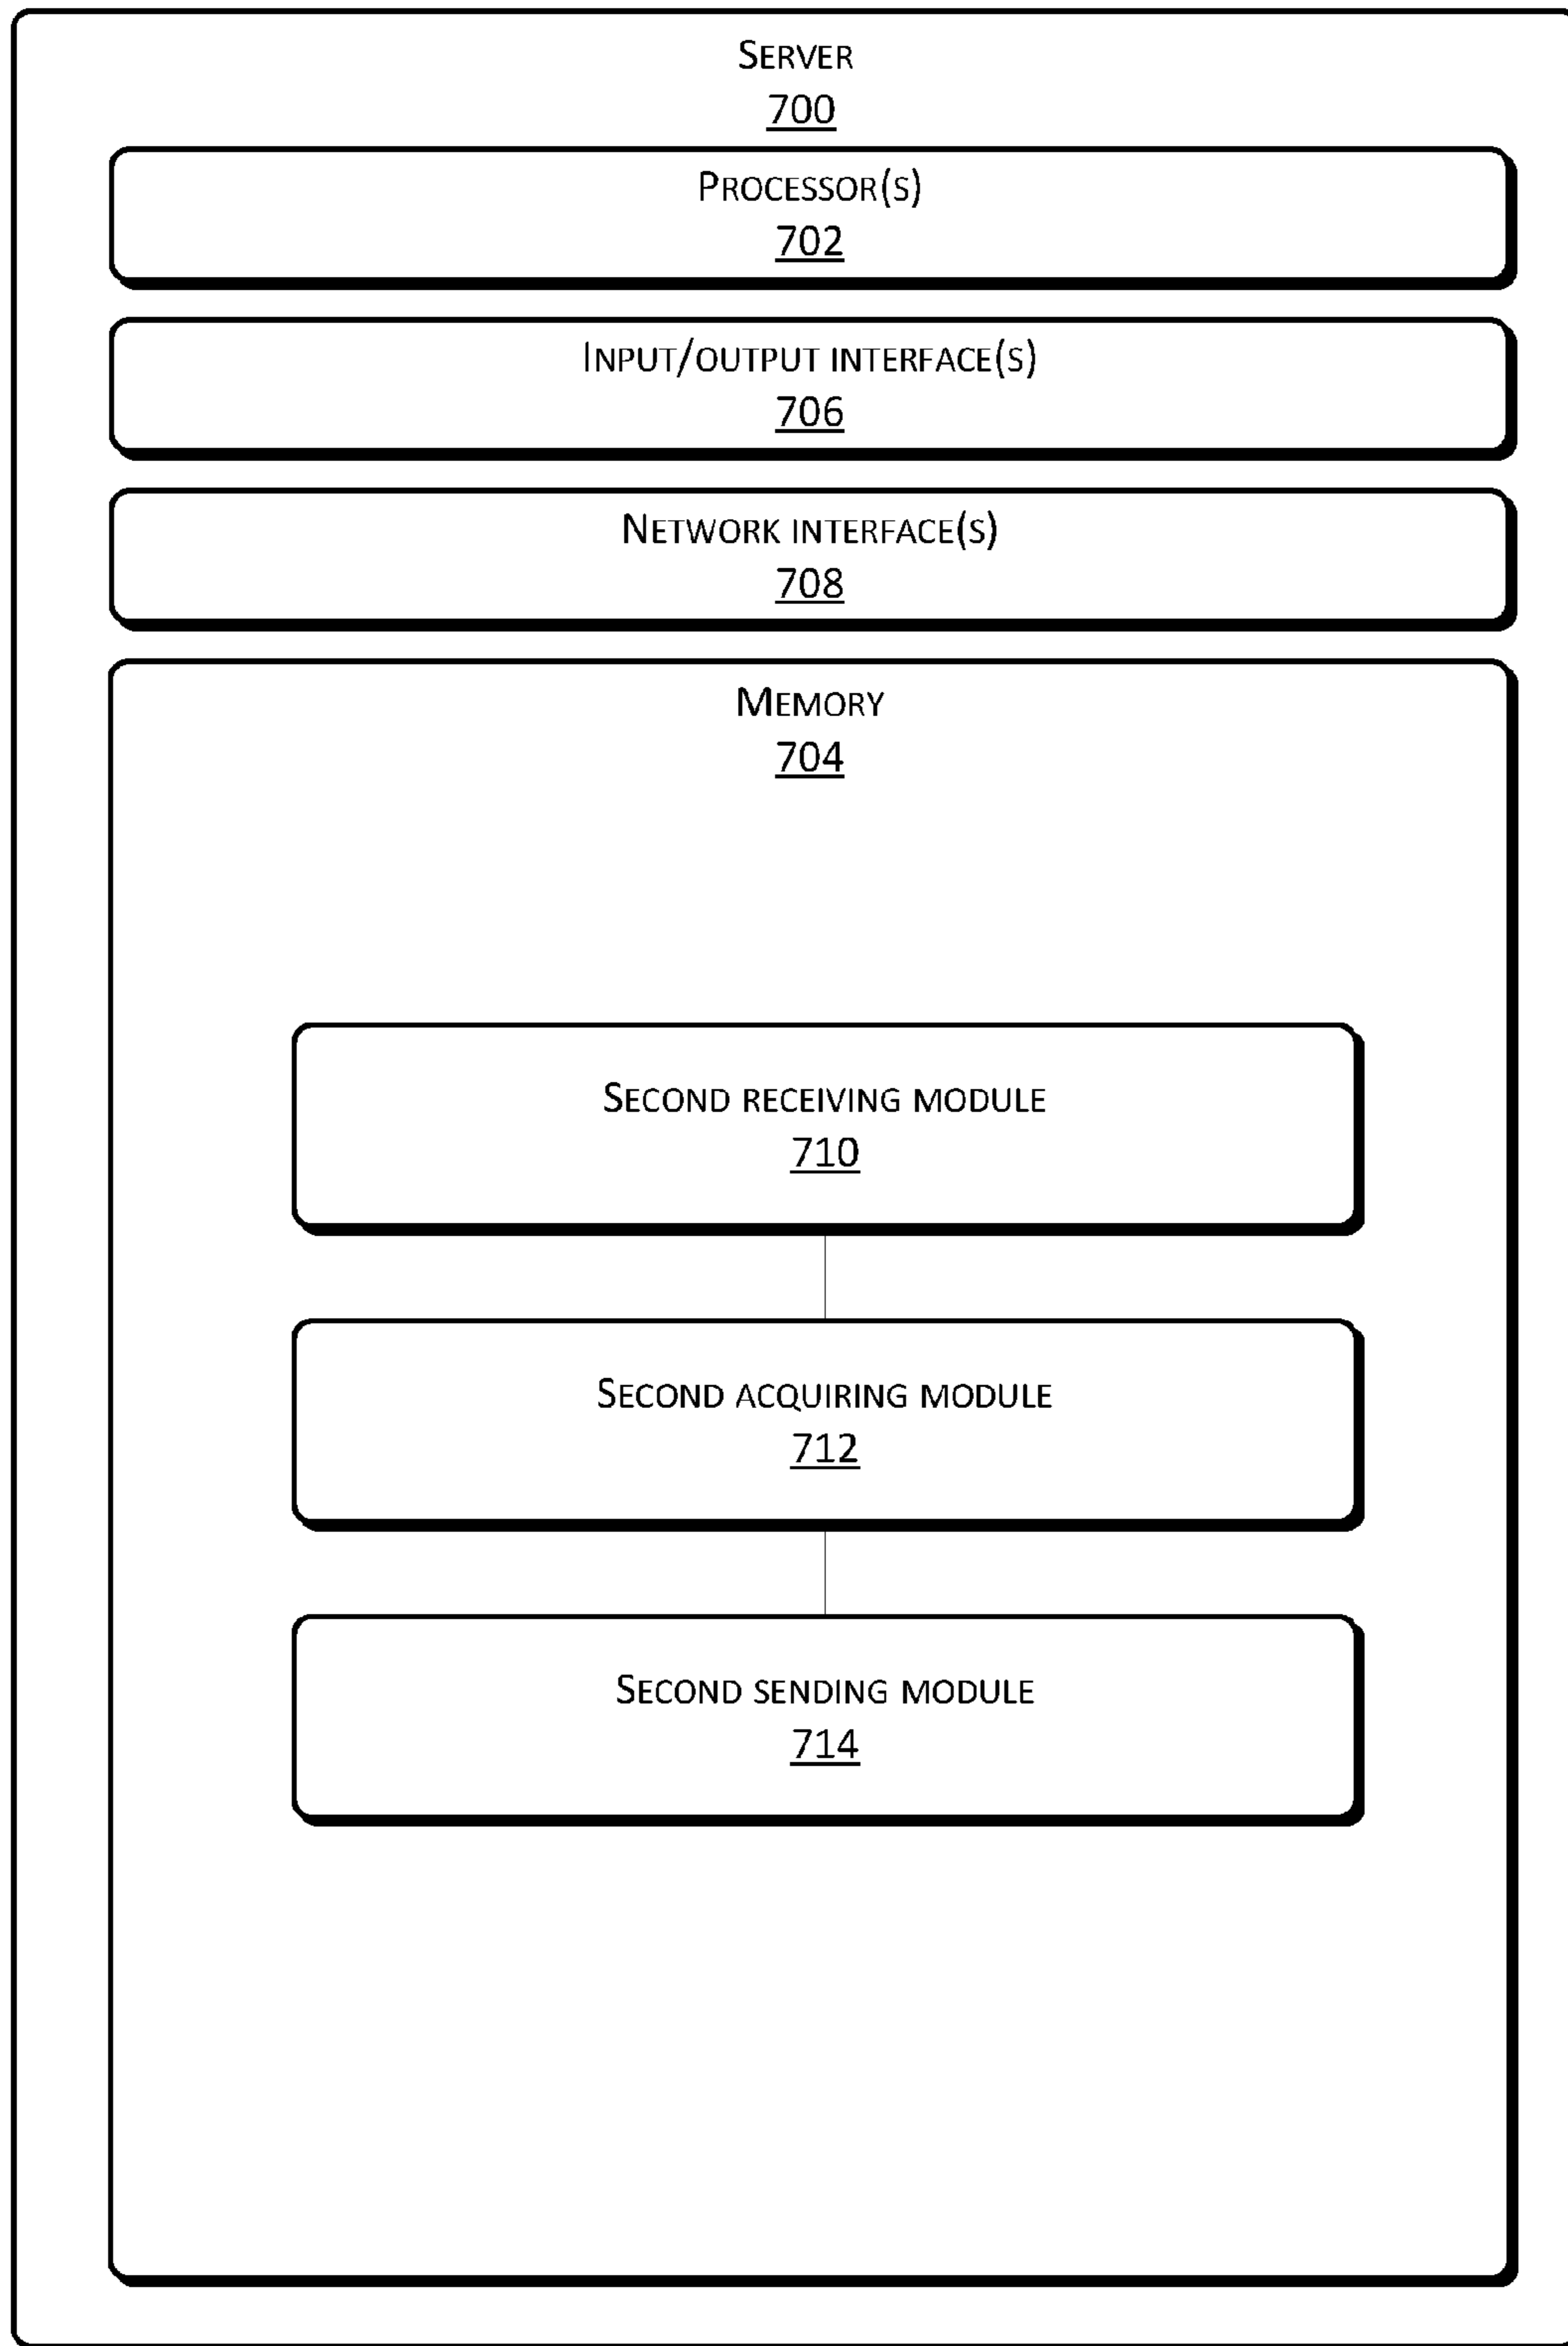 SERVER
700
PROCESSOR(S)
702
INPUT/OUTPUT INTERFACE(S)
706
NETWORK INTERFACE(S)
708
MEMORY
704
SECOND RECEIVING MODULE
710
SECOND ACQUIRING MODULE
712
SECOND SENDING MODULE
714